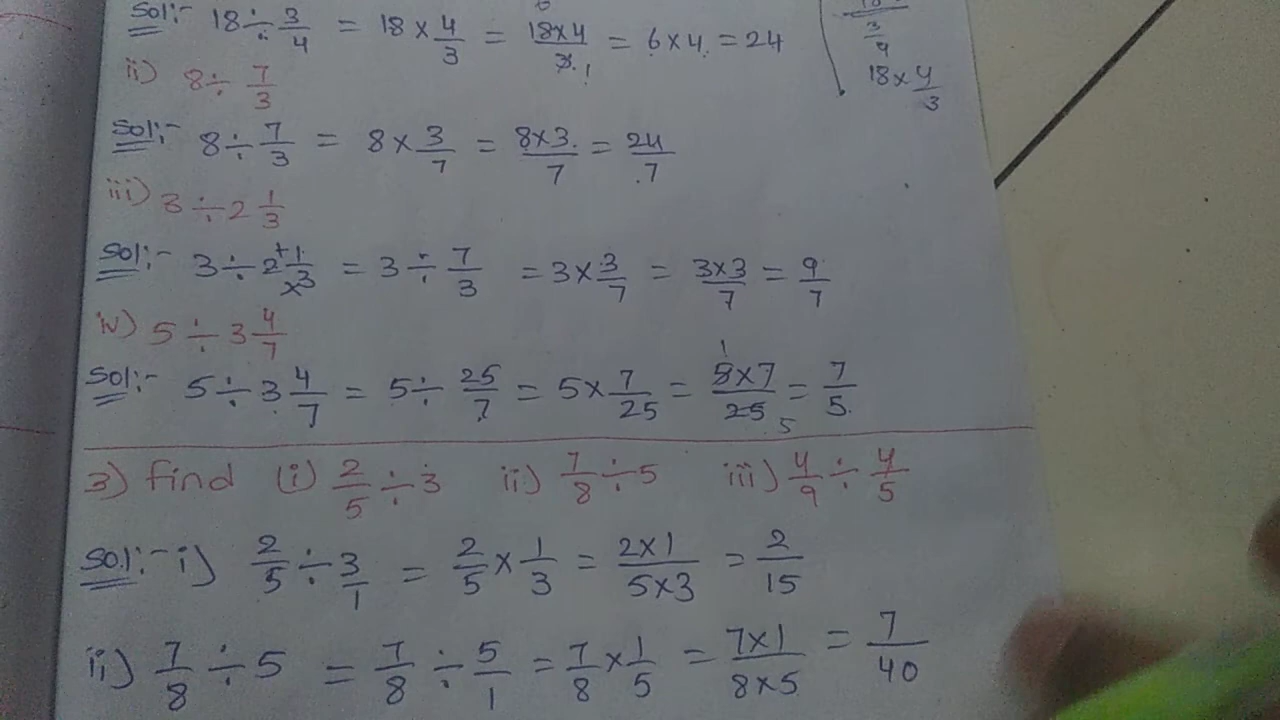 Sol:- 18 ÷ 3/4 = 18 × 4/3 = 18×4/3 = 6×4 = 24
3/4
18 × 4/3
ii) 8 ÷ 7/3
Sol:- 8 ÷ 7/3 = 8 × 3/7 = 8×3/7 = 24/7
iii) 3 ÷ 2 1/3
Sol:- 3 ÷ 2 1/3 = 3 ÷ 7/3 = 3 × 3/7 = 3×3/7 = 9/7
iv) 5 ÷ 3 4/7
Sol:- 5 ÷ 3 4/7 = 5 ÷ 25/7 = 5 × 7/25 = 5×7/25 = 7/5
3) find (i) 2/5 ÷ 3 ii) 7/8 ÷ 5 iii) 4/9 ÷ 4/5
Sol:- i) 2/5 ÷ 3/1 = 2/5 × 1/3 = 2×1/5×3 = 2/15
ii) 7/8 ÷ 5 = 7/8 ÷ 5/1 = 7/8 × 1/5 = 7×1/8×5 = 7/40